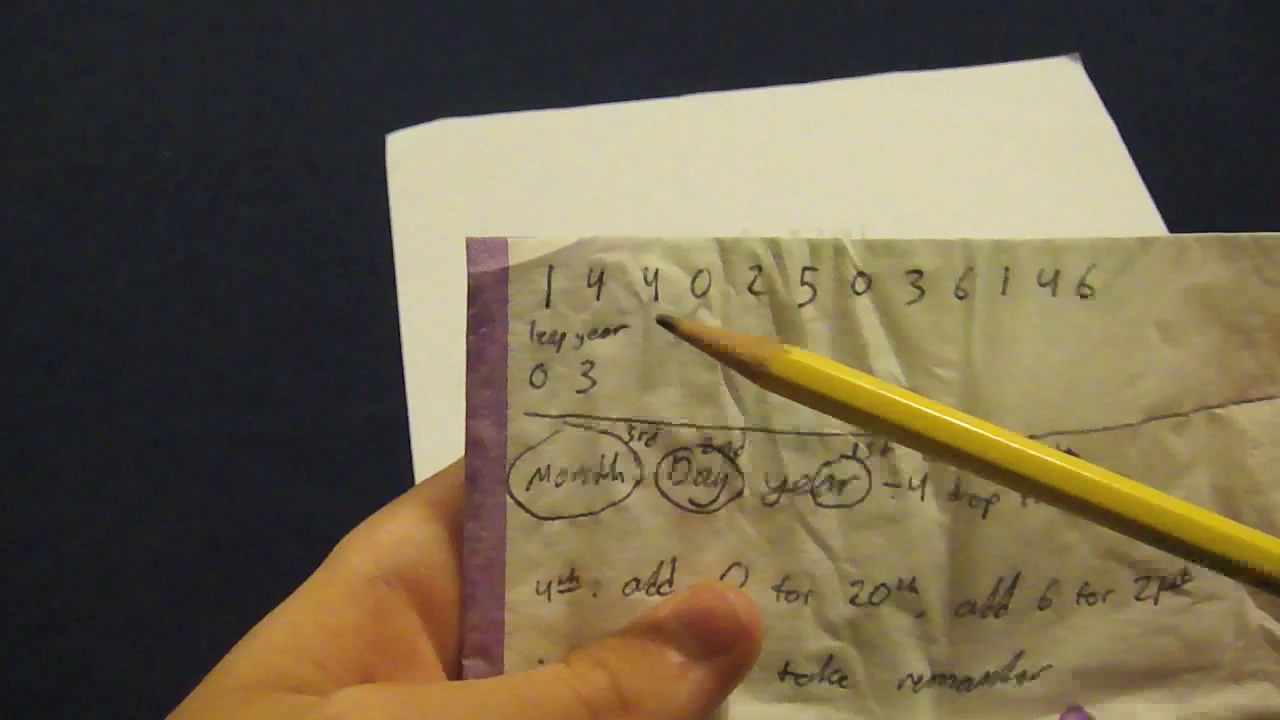 1 4 4 0 2 5 0 3 6 1 4 6
leap year
0 3
3rd 2nd 1st
Month Day year ÷4 drop
4th: add 0 for 20th, add 6 for 21st
take remander